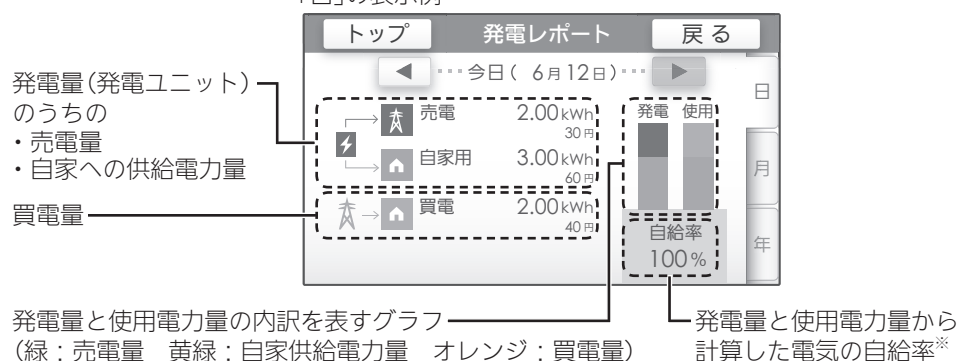 トップ 発電レポート 戻る
◀ ･･･今日( 6月12日)･･･ ▶
発電量(発電ユニット)
のうちの
・売電量
・自家への供給電力量
買電量
売電 2.00kWh
30円
自家用 3.00kWh
60円
買電 2.00kWh
40円
発電 使用
自給率
100%
日
月
年
発電量と使用電力量の内訳を表すグラフ
(緑：売電量 黄緑：自家供給電力量 オレンジ：買電量)
発電量と使用電力量から
計算した電気の自給率※